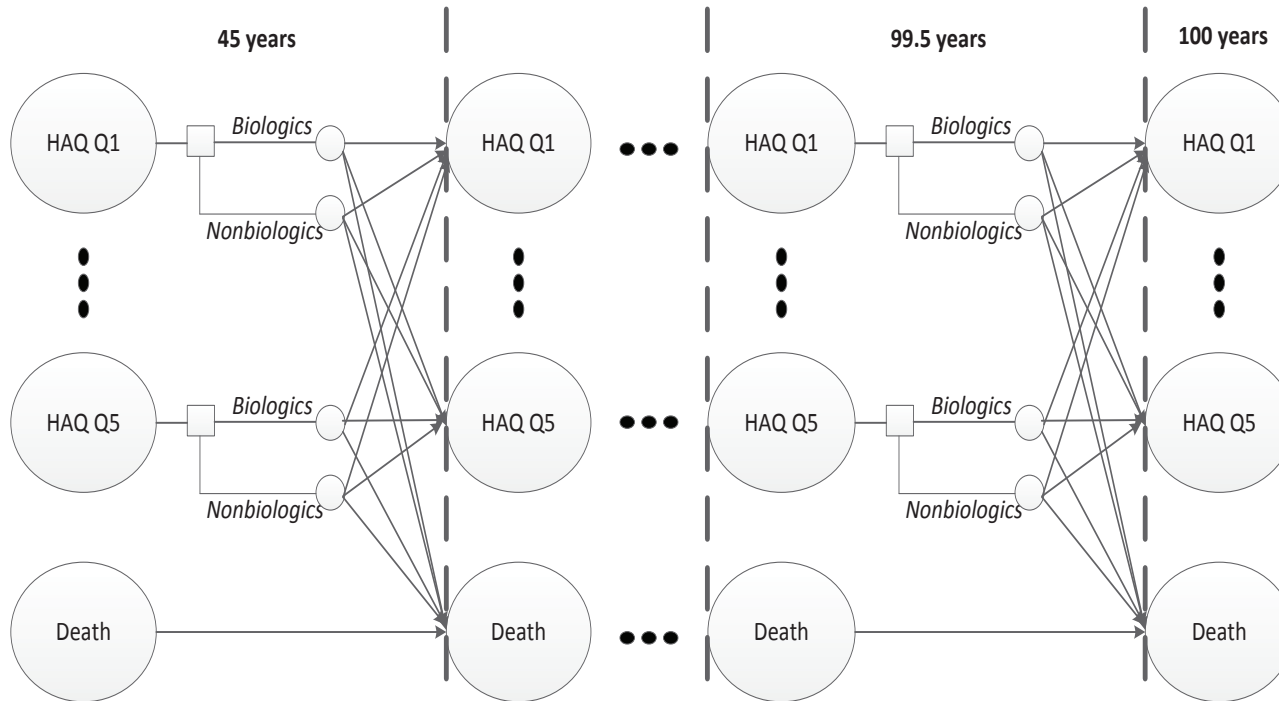 45 years
99.5 years
100 years
HAQ Q1
Biologics
Nonbiologics
HAQ Q1
HAQ Q1
Biologics
Nonbiologics
HAQ Q1
HAQ Q5
Biologics
Nonbiologics
HAQ Q5
HAQ Q5
Biologics
Nonbiologics
HAQ Q5
Death
Death
Death
Death